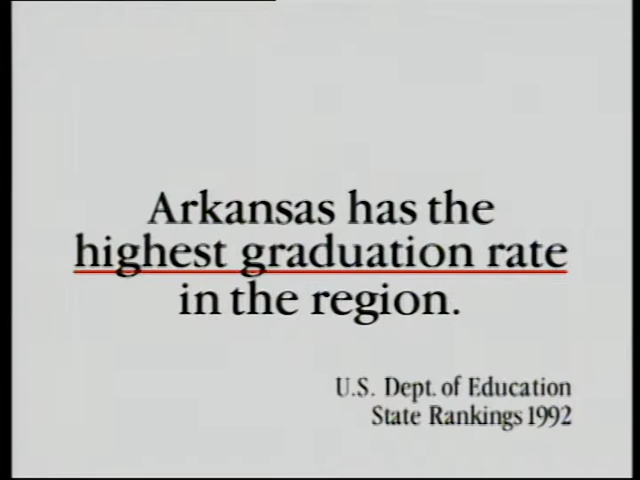 Arkansas has the
highest graduation rate
in the region.
U.S. Dept. of Education
State Rankings 1992